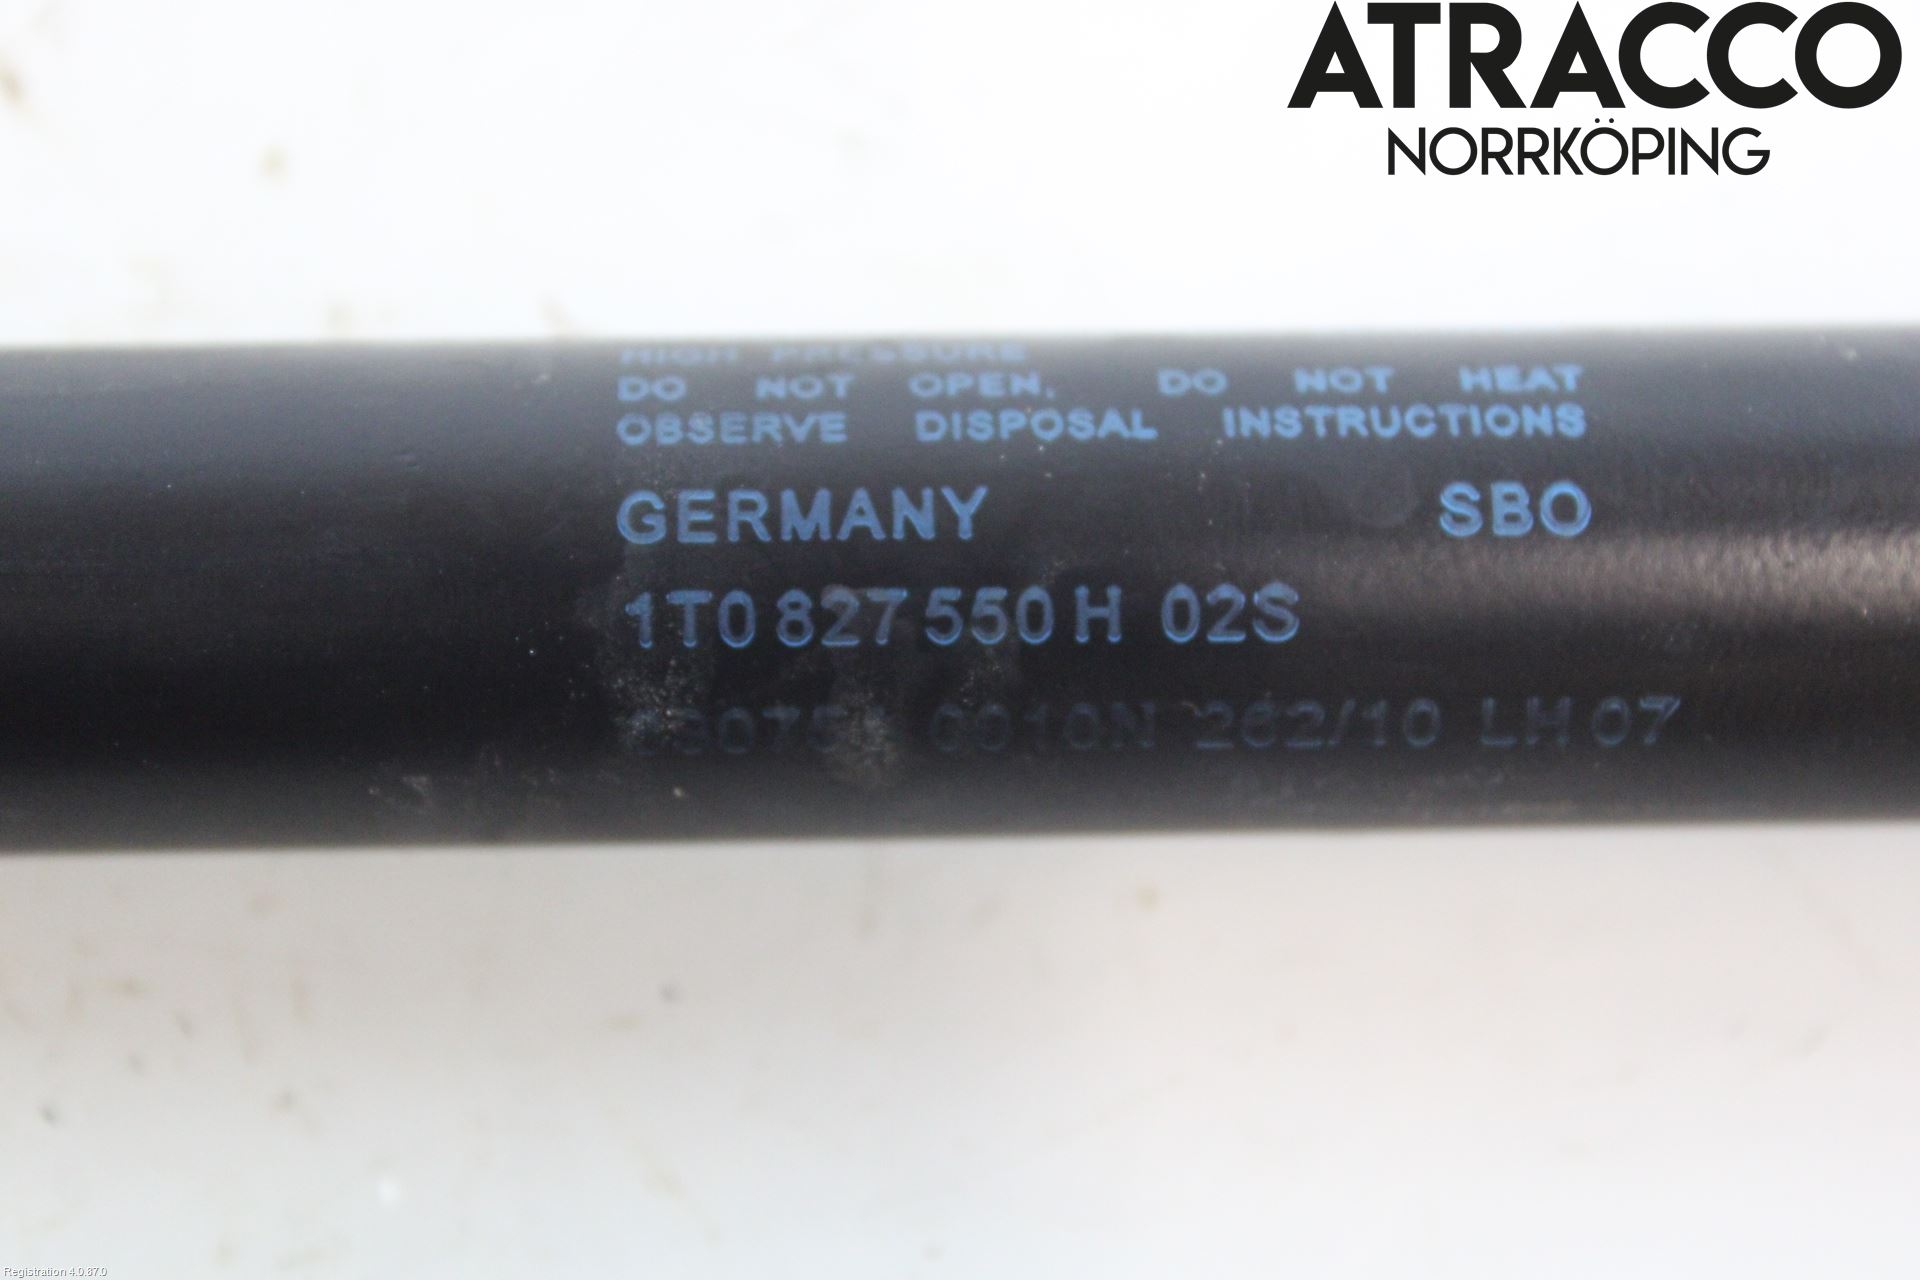 ATRACCO
NORRKÖPING
HIGH PRESSURE
DO NOT OPEN. DO NOT HEAT
OBSERVE DISPOSAL INSTRUCTIONS
GERMANY SBO
1T0 827 550 H 02S
262/10 LH 07
Registration 4.0.87.0